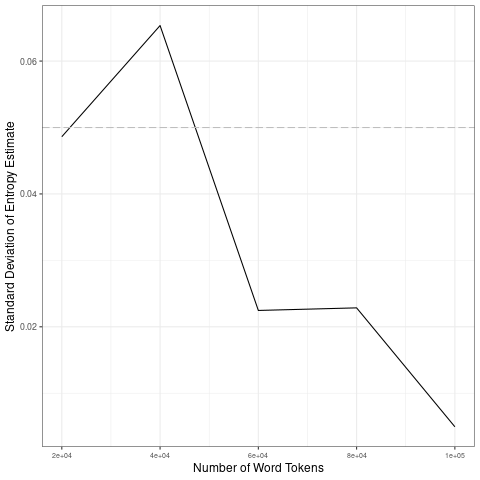 Standard Deviation of Entropy Estimate
0.06
0.04
0.02
2e+04 4e+04 6e+04 8e+04 1e+05
Number of Word Tokens